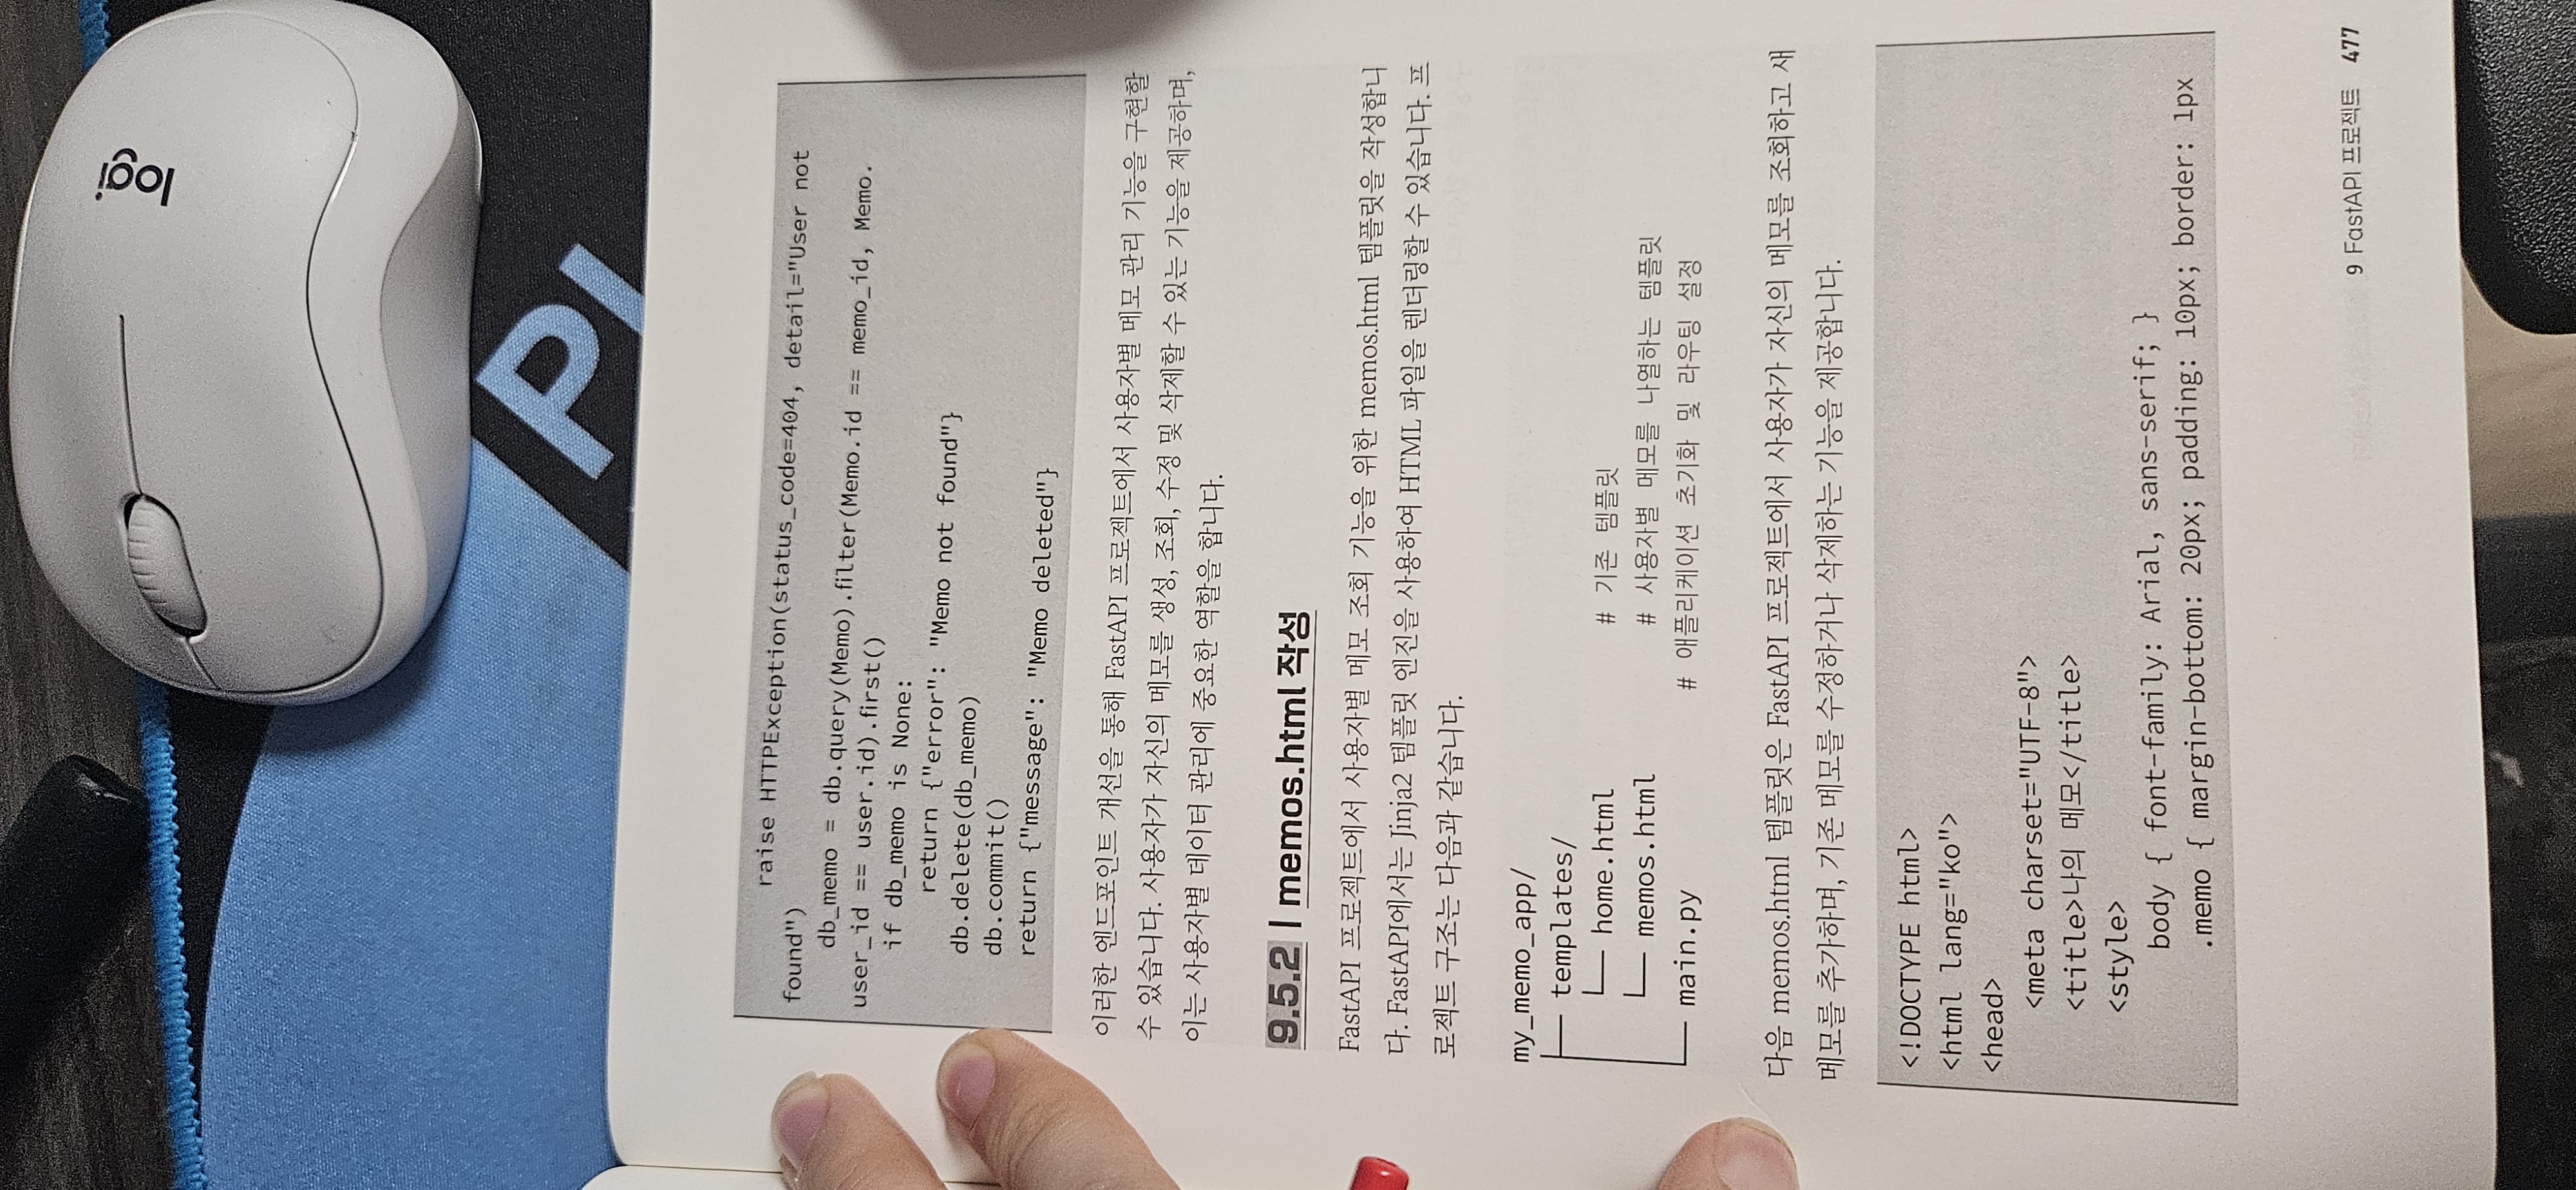 logi
PI
        raise HTTPException(status_code=404, detail="User not
found")
    db_memo = db.query(Memo).filter(Memo.id == memo_id, Memo.
user_id == user.id).first()
    if db_memo is None:
        return {"error": "Memo not found"}
    db.delete(db_memo)
    db.commit()
    return {"message": "Memo deleted"}
이러한 엔드포인트 개선을 통해 FastAPI 프로젝트에서 사용자별 메모 관리 기능을 구현할
수 있습니다. 사용자가 자신의 메모를 생성, 조회, 수정 및 삭제할 수 있는 기능을 제공하며,
이는 사용자별 데이터 관리에 중요한 역할을 합니다.
9.5.2 | memos.html 작성
FastAPI 프로젝트에서 사용자별 메모 조회 기능을 위한 memos.html 템플릿을 작성합니
다. FastAPI에서는 Jinja2 템플릿 엔진을 사용하여 HTML 파일을 렌더링할 수 있습니다. 프
로젝트 구조는 다음과 같습니다.
my_memo_app/
├── templates/
│   └── home.html          # 기존 템플릿
│   └── memos.html         # 사용자별 메모를 나열하는 템플릿
└── main.py            # 애플리케이션 초기화 및 라우팅 설정
다음 memos.html 템플릿은 FastAPI 프로젝트에서 사용자가 자신의 메모를 조회하고 새
메모를 추가하며, 기존 메모를 수정하거나 삭제하는 기능을 제공합니다.
<!DOCTYPE html>
<html lang="ko">
<head>
    <meta charset="UTF-8">
    <title>나의 메모</title>
    <style>
        body { font-family: Arial, sans-serif; }
        .memo { margin-bottom: 20px; padding: 10px; border: 1px
9 FastAPI 프로젝트 477